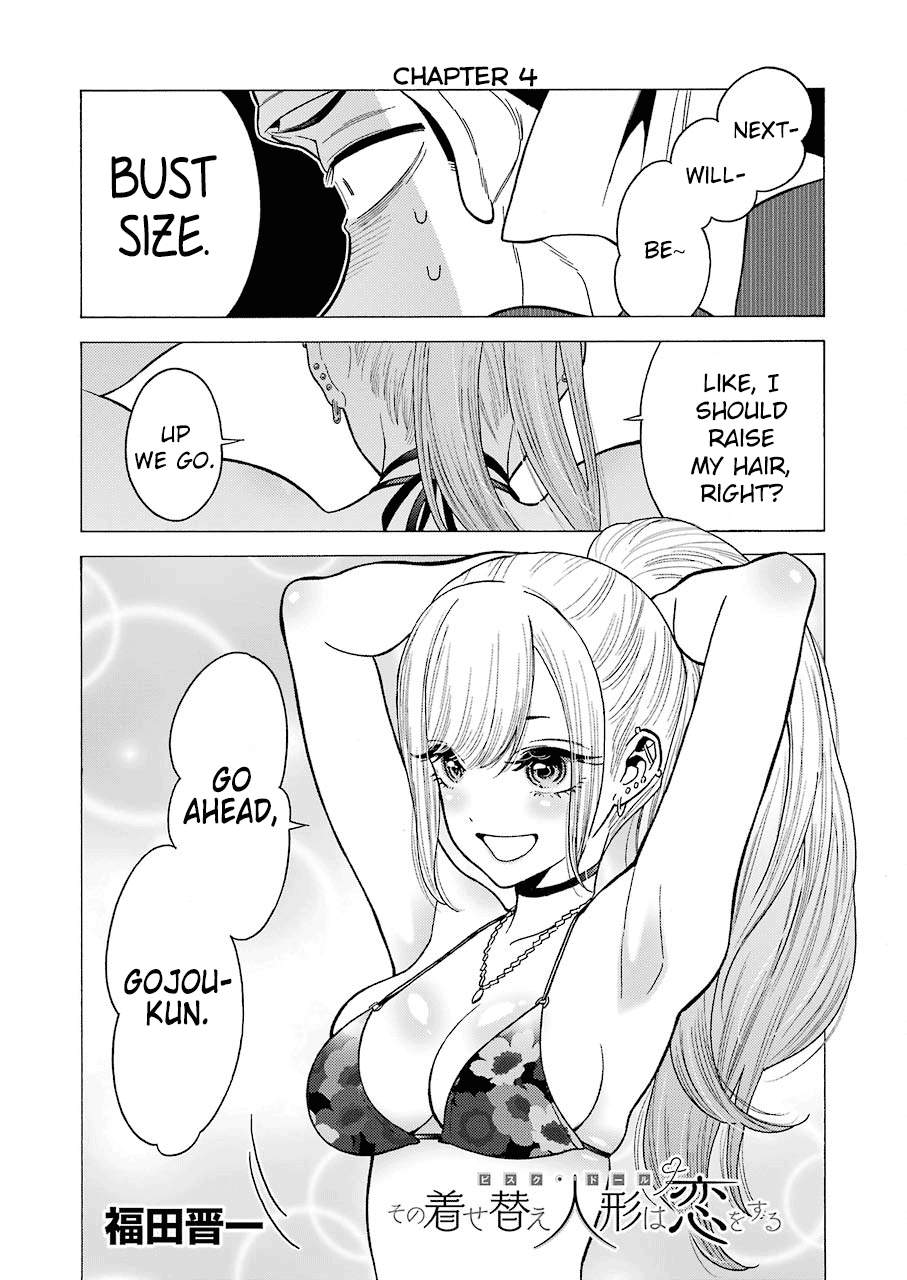 CHAPTER 4
NEXT-
WILL-
BE~
BUST
SIZE.
LIKE, I
SHOULD
RAISE
MY HAIR,
RIGHT?
UP
WE GO.
GO
AHEAD,
GOJOU-
KUN.
ビスク・ドール
その着せ替え人形は恋をする
福田晋一